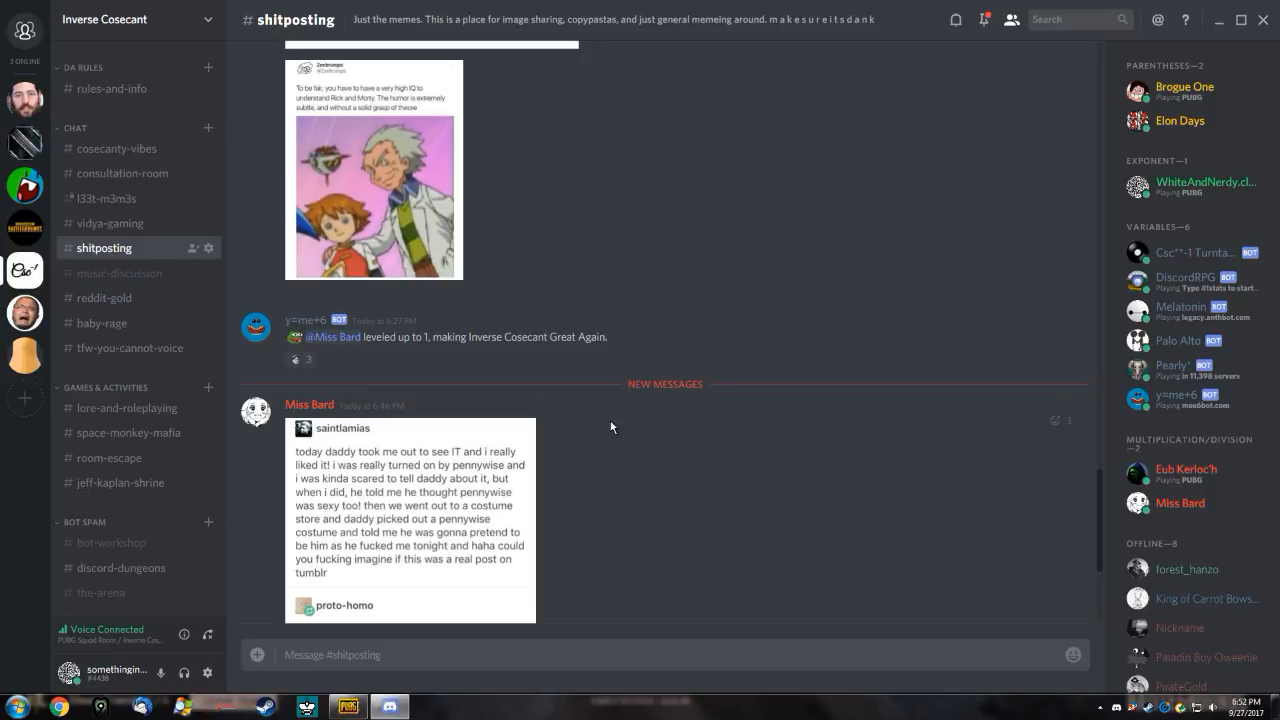 Inverse Cosecant
# shitposting
Just the memes. This is a place for image sharing, copypastas, and just general memeing around. m a k e s u r e i t s d a n k
Search
3 ONLINE
DA RULES
# rules-and-info
CHAT
# cosecanty-vibes
# consultation-room
l33t-m3m3s
# vidya-gaming
# shitposting
# music-discussion
# reddit-gold
# baby-rage
# tfw-you-cannot-voice
GAMES & ACTIVITIES
# lore-and-roleplaying
# space-monkey-mafia
# room-escape
# jeff-kaplan-shrine
BOT SPAM
# bot-workshop
# discord-dungeons
# the-arena
Voice Connected
PUBG Squad Room / Inverse Cos...
somethingin...
#4438
Csc⁻¹
BATTLEGROUNDS
Zoebrungoi
To be fair, you have to have a very high IQ to
understand Rick and Morty. The humor is extremely
subtle, and without a solid grasp of theore
y=me+6 BOT Today at 6:27 PM
@Miss Bard leveled up to 1, making Inverse Cosecant Great Again.
3
NEW MESSAGES
Miss Bard Today at 6:46 PM
saintlamias
today daddy took me out to see IT and i really
liked it! i was really turned on by pennywise and
i was kinda scared to tell daddy about it, but
when i did, he told me he thought pennywise
was sexy too! then we went out to a costume
store and daddy picked out a pennywise
costume and told me he was gonna pretend to
be him as he fucked me tonight and haha could
you fucking imagine if this was a real post on
tumblr
proto-homo
Message #shitposting
PARENTHESES—2
Brogue One
Playing PUBG
Elon Days
EXPONENT—1
WhiteAndNerdy.cl...
Playing PUBG
VARIABLES—6
Csc**-1 Turnta... BOT
DiscordRPG BOT
Playing Type #!stats to start..
Melatonin BOT
Playing legacy.anthbot.com
Palo Alto BOT
Pearly* BOT
Playing in 11,398 servers
y=me+6 BOT
Playing mee6bot.com
MULTIPLICATION/DIVISION
—2
Eub Kerloc'h
Playing PUBG
Miss Bard
OFFLINE—8
forest_hanzo
King of Carrot Bows...
Nickname
Paladin Boy Oweenie
PirateGold
PUBG
6:52 PM
9/27/2017